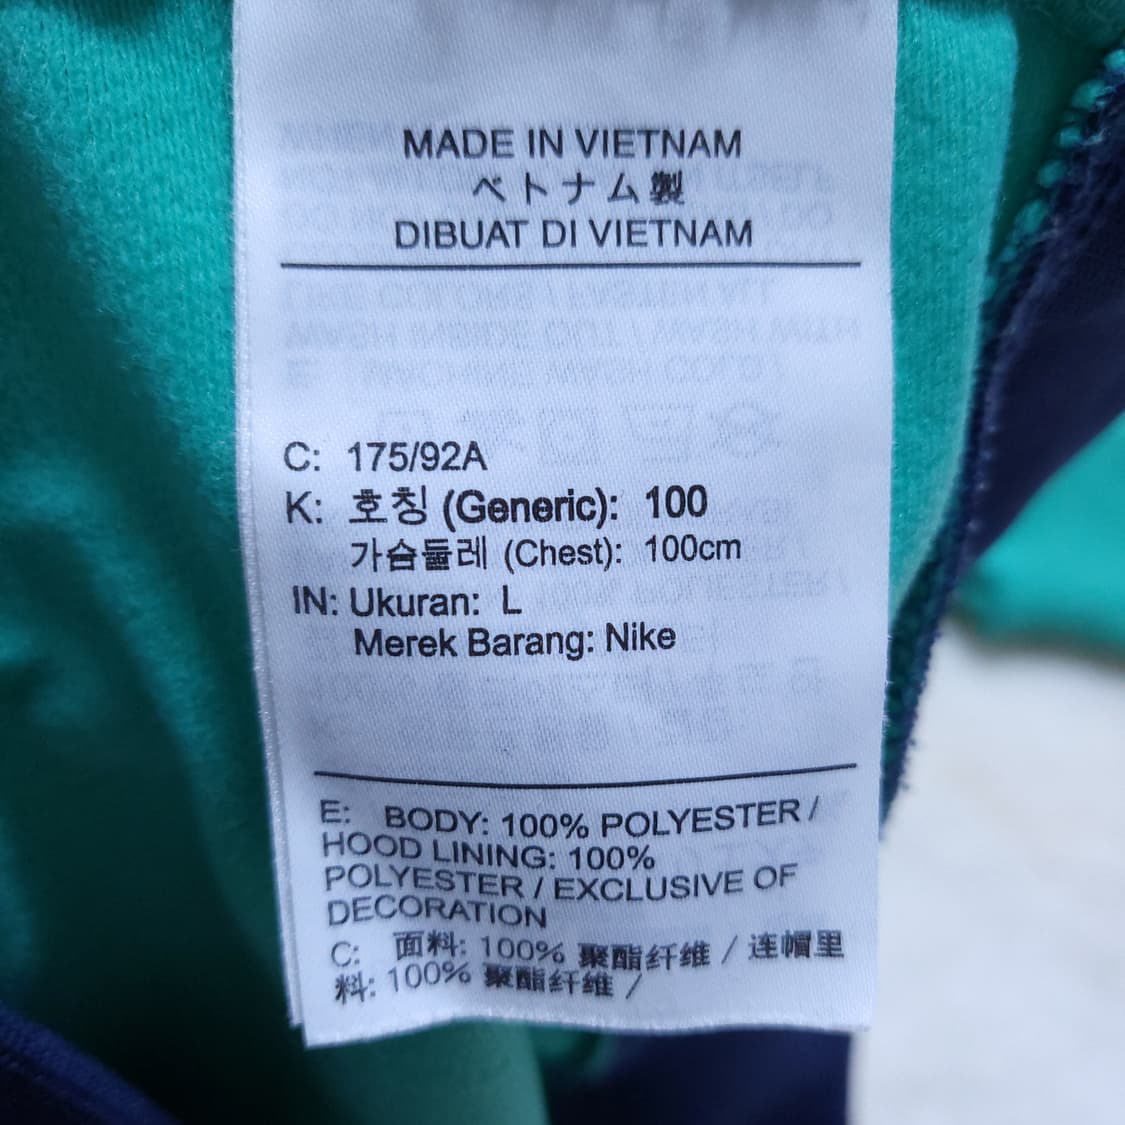 MADE IN VIETNAM
ベトナム製
DIBUAT DI VIETNAM
C: 175/92A
K: 호칭 (Generic): 100
가슴둘레 (Chest): 100cm
IN: Ukuran: L
Merek Barang: Nike
E: BODY: 100% POLYESTER /
HOOD LINING: 100%
POLYESTER / EXCLUSIVE OF
DECORATION
C: 面料: 100% 聚酯纤维 / 连帽里
料: 100% 聚酯纤维 /